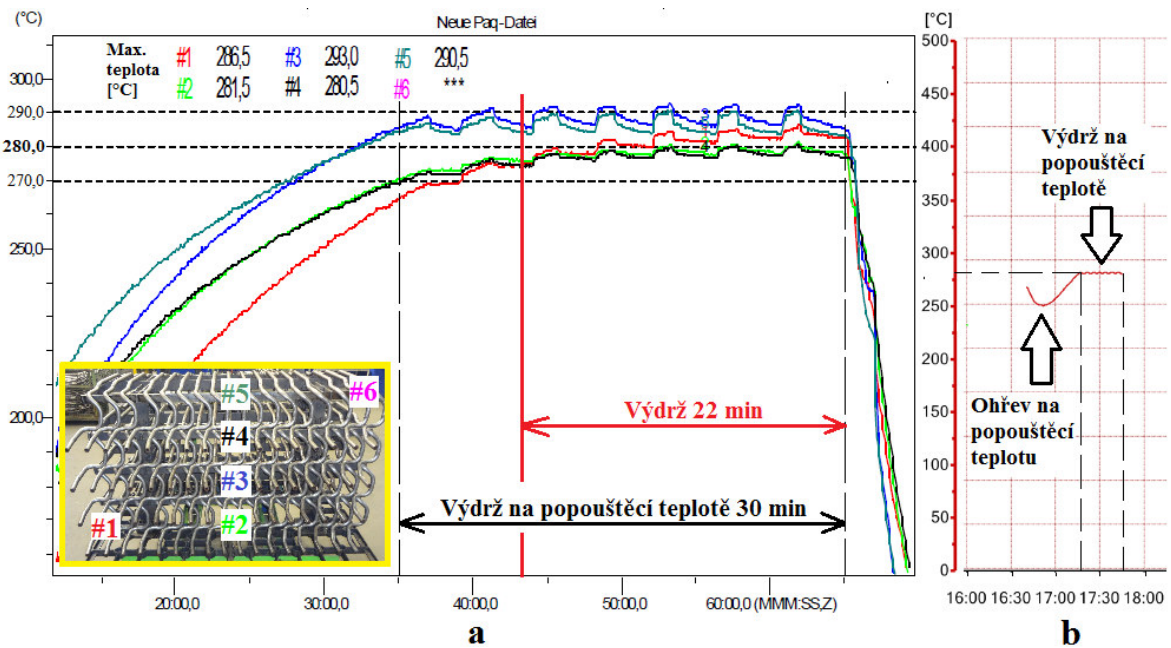 (°C)
Neue Paq-Datei
Max. teplota [°C]
#1 286,5 #3 293,0 #5 290,5
#2 281,5 #4 280,5 #6 ***
300,0
290,0
280,0
270,0
250,0
200,0
#5
#6
#4
#3
#1
#2
Výdrž 22 min
Výdrž na popouštěcí teplotě 30 min
20:00,0 30:00,0 40:00,0 50:00,0 60:00,0 (MMM:SS,Z)
a
[°C]
500
450
400
350
300
250
200
150
100
50
0
Výdrž na
popouštěcí
teplotě
Ohřev na
popouštěcí
teplotu
16:00 16:30 17:00 17:30 18:00
b